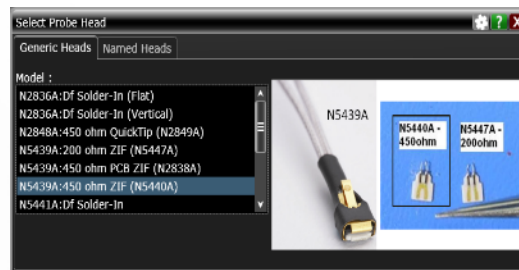 Select Probe Head
Generic Heads
Named Heads
Model :
N2836A:Df Solder-In (Flat)
N2836A:Df Solder-In (Vertical)
N2848A:450 ohm QuickTip (N2849A)
N5439A:200 ohm ZIF (N5447A)
N5439A:450 ohm PCB ZIF (N2838A)
N5439A:450 ohm ZIF (N5440A)
N5441A:Df Solder-In
N5439A
N5440A -
450ohm
N5447A -
200ohm